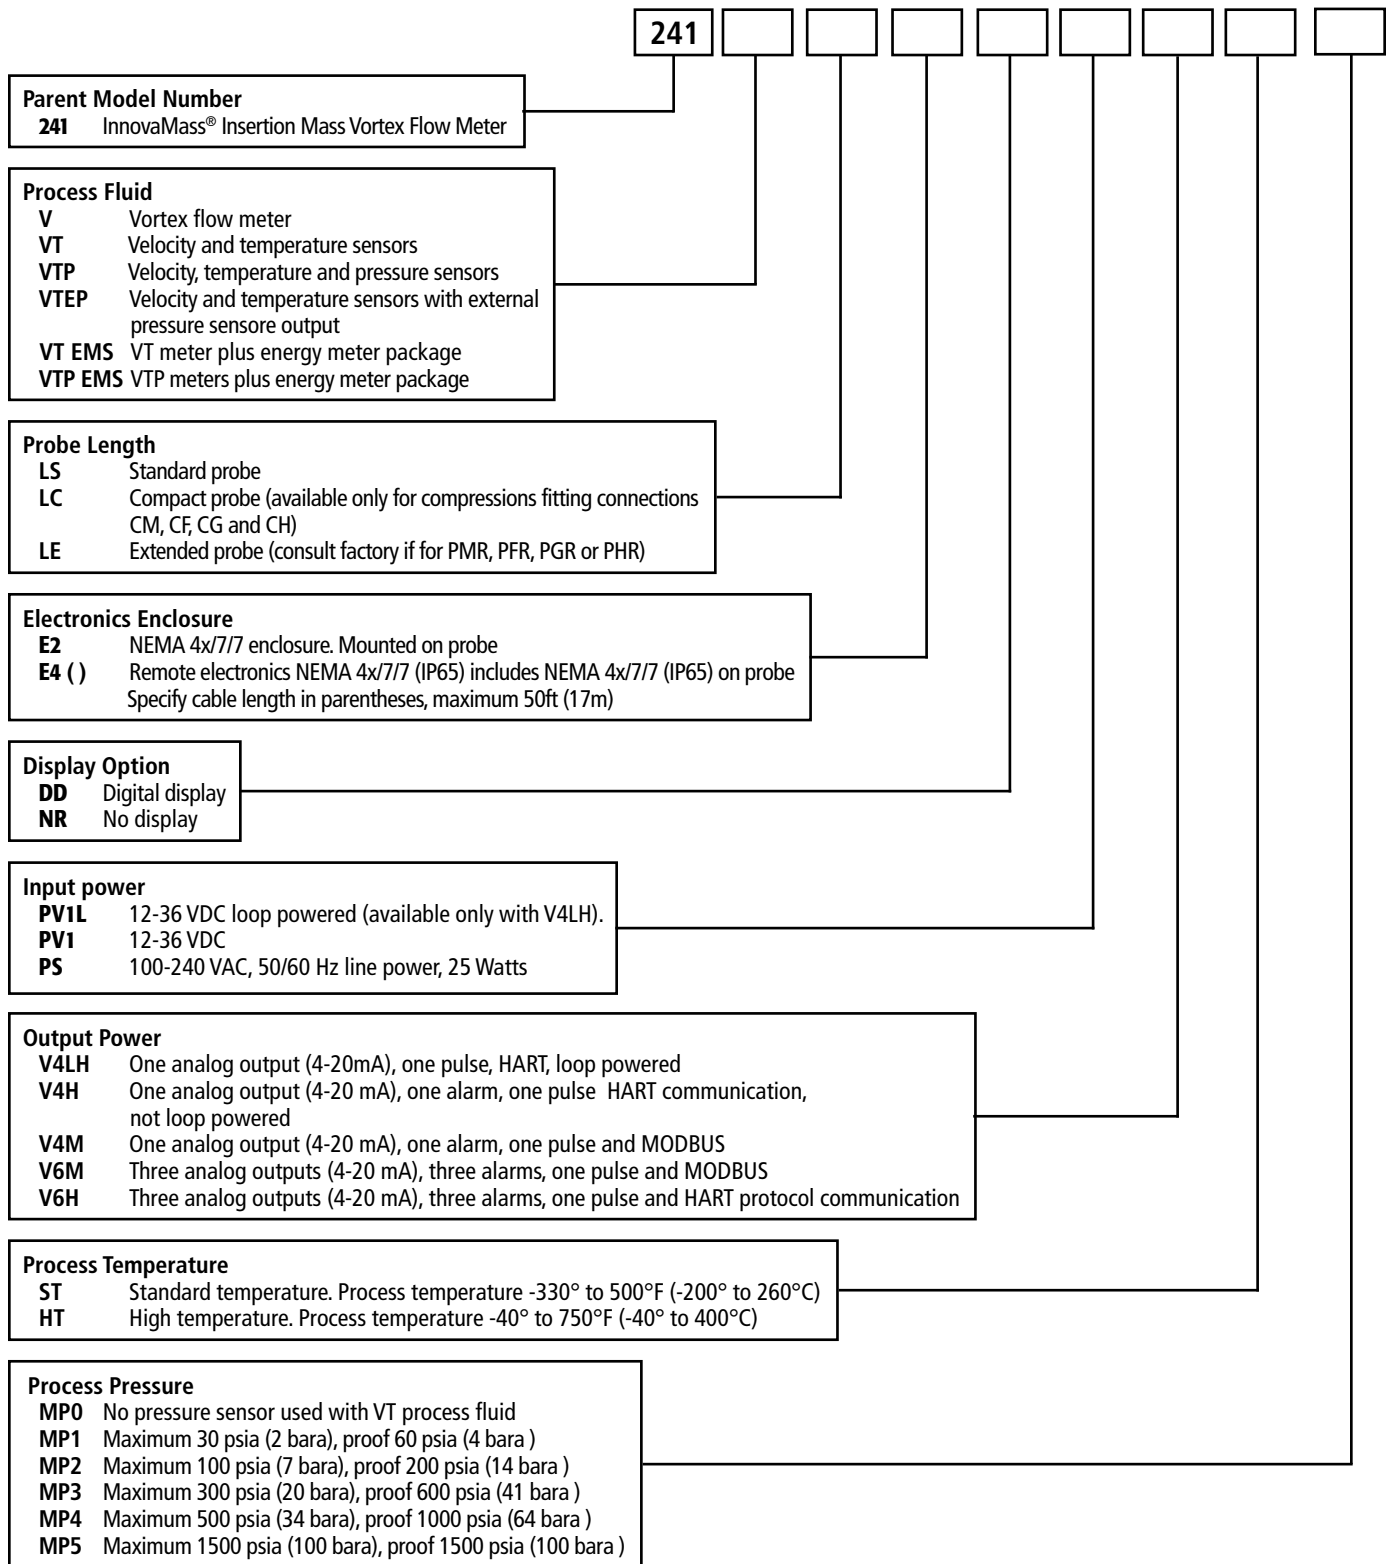 241
Parent Model Number
241 InnovaMass® Insertion Mass Vortex Flow Meter
Process Fluid
V Vortex flow meter
VT Velocity and temperature sensors
VTP Velocity, temperature and pressure sensors
VTEP Velocity and temperature sensors with external
pressure sensore output
VT EMS VT meter plus energy meter package
VTP EMS VTP meters plus energy meter package
Probe Length
LS Standard probe
LC Compact probe (available only for compressions fitting connections
CM, CF, CG and CH)
LE Extended probe (consult factory if for PMR, PFR, PGR or PHR)
Electronics Enclosure
E2 NEMA 4x/7/7 enclosure. Mounted on probe
E4 ( ) Remote electronics NEMA 4x/7/7 (IP65) includes NEMA 4x/7/7 (IP65) on probe
Specify cable length in parentheses, maximum 50ft (17m)
Display Option
DD Digital display
NR No display
Input power
PV1L 12-36 VDC loop powered (available only with V4LH).
PV1 12-36 VDC
PS 100-240 VAC, 50/60 Hz line power, 25 Watts
Output Power
V4LH One analog output (4-20mA), one pulse, HART, loop powered
V4H One analog output (4-20 mA), one alarm, one pulse HART communication,
not loop powered
V4M One analog output (4-20 mA), one alarm, one pulse and MODBUS
V6M Three analog outputs (4-20 mA), three alarms, one pulse and MODBUS
V6H Three analog outputs (4-20 mA), three alarms, one pulse and HART protocol communication
Process Temperature
ST Standard temperature. Process temperature -330° to 500°F (-200° to 260°C)
HT High temperature. Process temperature -40° to 750°F (-40° to 400°C)
Process Pressure
MP0 No pressure sensor used with VT process fluid
MP1 Maximum 30 psia (2 bara), proof 60 psia (4 bara )
MP2 Maximum 100 psia (7 bara), proof 200 psia (14 bara )
MP3 Maximum 300 psia (20 bara), proof 600 psia (41 bara )
MP4 Maximum 500 psia (34 bara), proof 1000 psia (64 bara )
MP5 Maximum 1500 psia (100 bara), proof 1500 psia (100 bara )